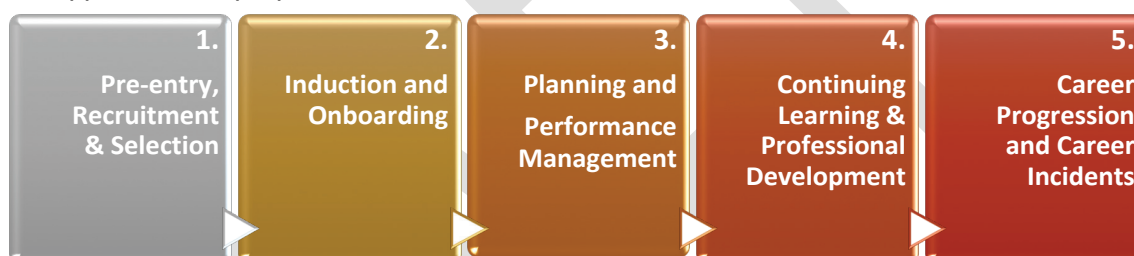 1.
Pre-entry,
Recruitment
& Selection
2.
Induction and
Onboarding
3.
Planning and
Performance
Management
4.
Continuing
Learning &
Professional
Development
5.
Career
Progression
and Career
Incidents